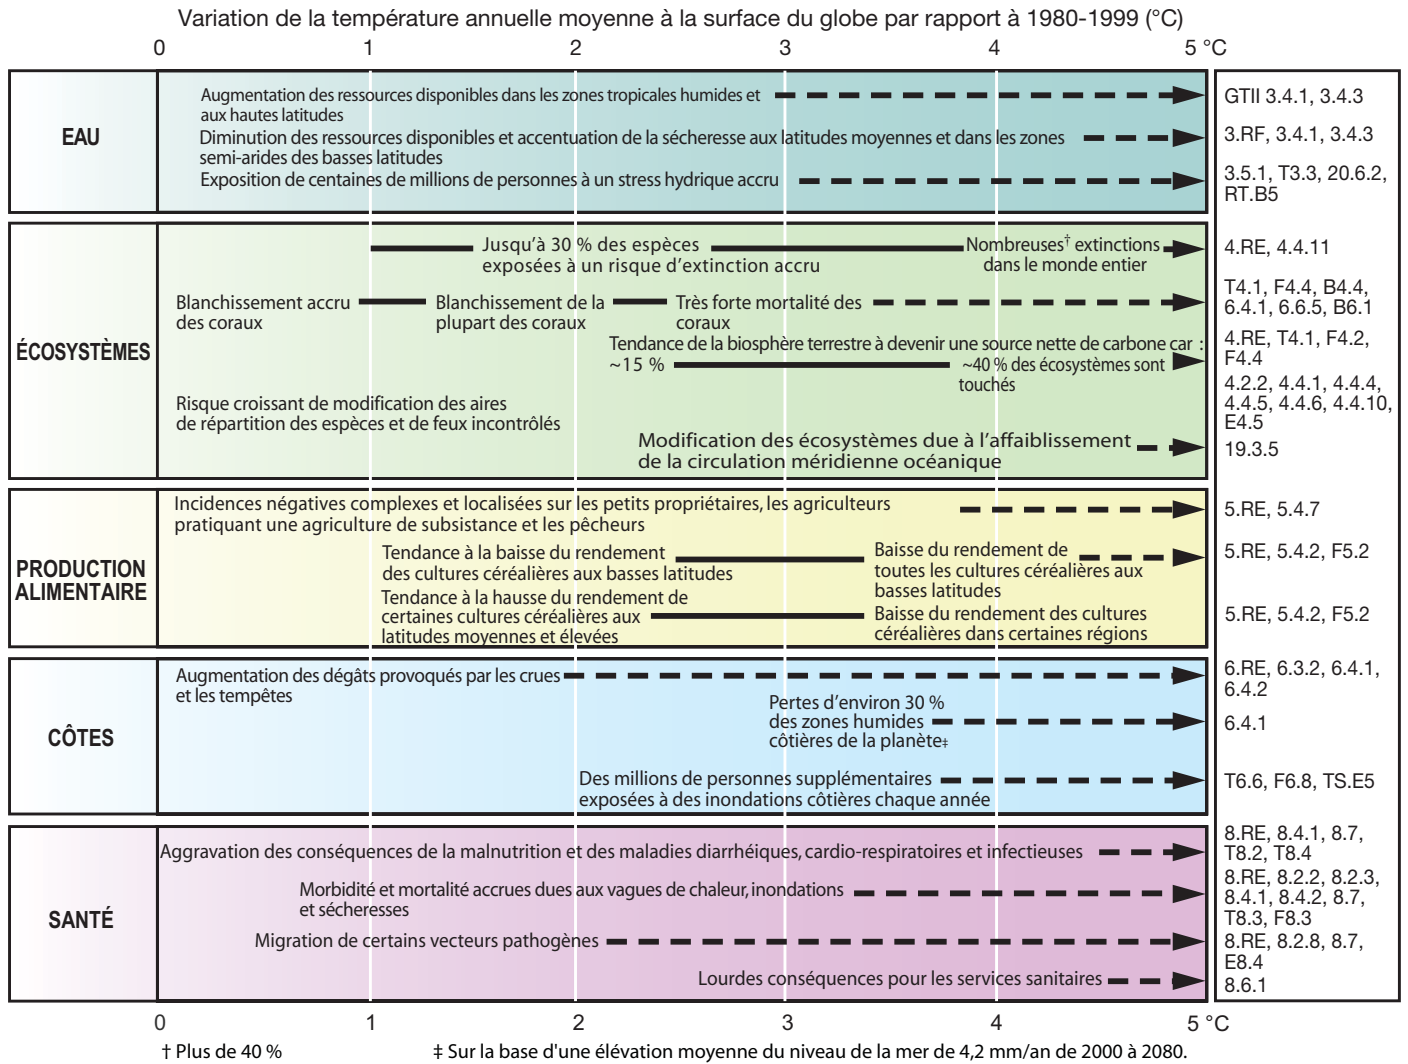 Variation de la température annuelle moyenne à la surface du globe par rapport à 1980-1999 (°C)
0 1 2 3 4 5 °C
EAU
Augmentation des ressources disponibles dans les zones tropicales humides et
aux hautes latitudes
GTII 3.4.1, 3.4.3
Diminution des ressources disponibles et accentuation de la sécheresse aux latitudes moyennes et dans les zones
semi-arides des basses latitudes
3.RF, 3.4.1, 3.4.3
Exposition de centaines de millions de personnes à un stress hydrique accru
3.5.1, T3.3, 20.6.2,
RT.B5
ÉCOSYSTÈMES
Jusqu'à 30 % des espèces
exposées à un risque d'extinction accru
Nombreuses† extinctions
dans le monde entier
4.RE, 4.4.11
Blanchissement accru
des coraux
Blanchissement de la
plupart des coraux
Très forte mortalité des
coraux
T4.1, F4.4, B4.4,
6.4.1, 6.6.5, B6.1
Tendance de la biosphère terrestre à devenir une source nette de carbone car :
~15 %
~40 % des écosystèmes sont
touchés
4.RE, T4.1, F4.2,
F4.4
Risque croissant de modification des aires
de répartition des espèces et de feux incontrôlés
4.2.2, 4.4.1, 4.4.4,
4.4.5, 4.4.6, 4.4.10,
E4.5
Modification des écosystèmes due à l'affaiblissement
de la circulation méridienne océanique
19.3.5
PRODUCTION
ALIMENTAIRE
Incidences négatives complexes et localisées sur les petits propriétaires, les agriculteurs
pratiquant une agriculture de subsistance et les pêcheurs
5.RE, 5.4.7
Tendance à la baisse du rendement
des cultures céréalières aux basses latitudes
Baisse du rendement de
toutes les cultures céréalières aux
basses latitudes
5.RE, 5.4.2, F5.2
Tendance à la hausse du rendement de
certaines cultures céréalières aux
latitudes moyennes et élevées
Baisse du rendement des cultures
céréalières dans certaines régions
5.RE, 5.4.2, F5.2
CÔTES
Augmentation des dégâts provoqués par les crues
et les tempêtes
6.RE, 6.3.2, 6.4.1,
6.4.2
Pertes d'environ 30 %
des zones humides
côtières de la planète‡
6.4.1
Des millions de personnes supplémentaires
exposées à des inondations côtières chaque année
T6.6, F6.8, TS.E5
SANTÉ
Aggravation des conséquences de la malnutrition et des maladies diarrhéiques, cardio-respiratoires et infectieuses
8.RE, 8.4.1, 8.7,
T8.2, T8.4
Morbidité et mortalité accrues dues aux vagues de chaleur, inondations
et sécheresses
8.RE, 8.2.2, 8.2.3,
8.4.1, 8.4.2, 8.7,
T8.3, F8.3
Migration de certains vecteurs pathogènes
8.RE, 8.2.8, 8.7,
E8.4
Lourdes conséquences pour les services sanitaires
8.6.1
0 1 2 3 4 5 °C
† Plus de 40 %
‡ Sur la base d'une élévation moyenne du niveau de la mer de 4,2 mm/an de 2000 à 2080.